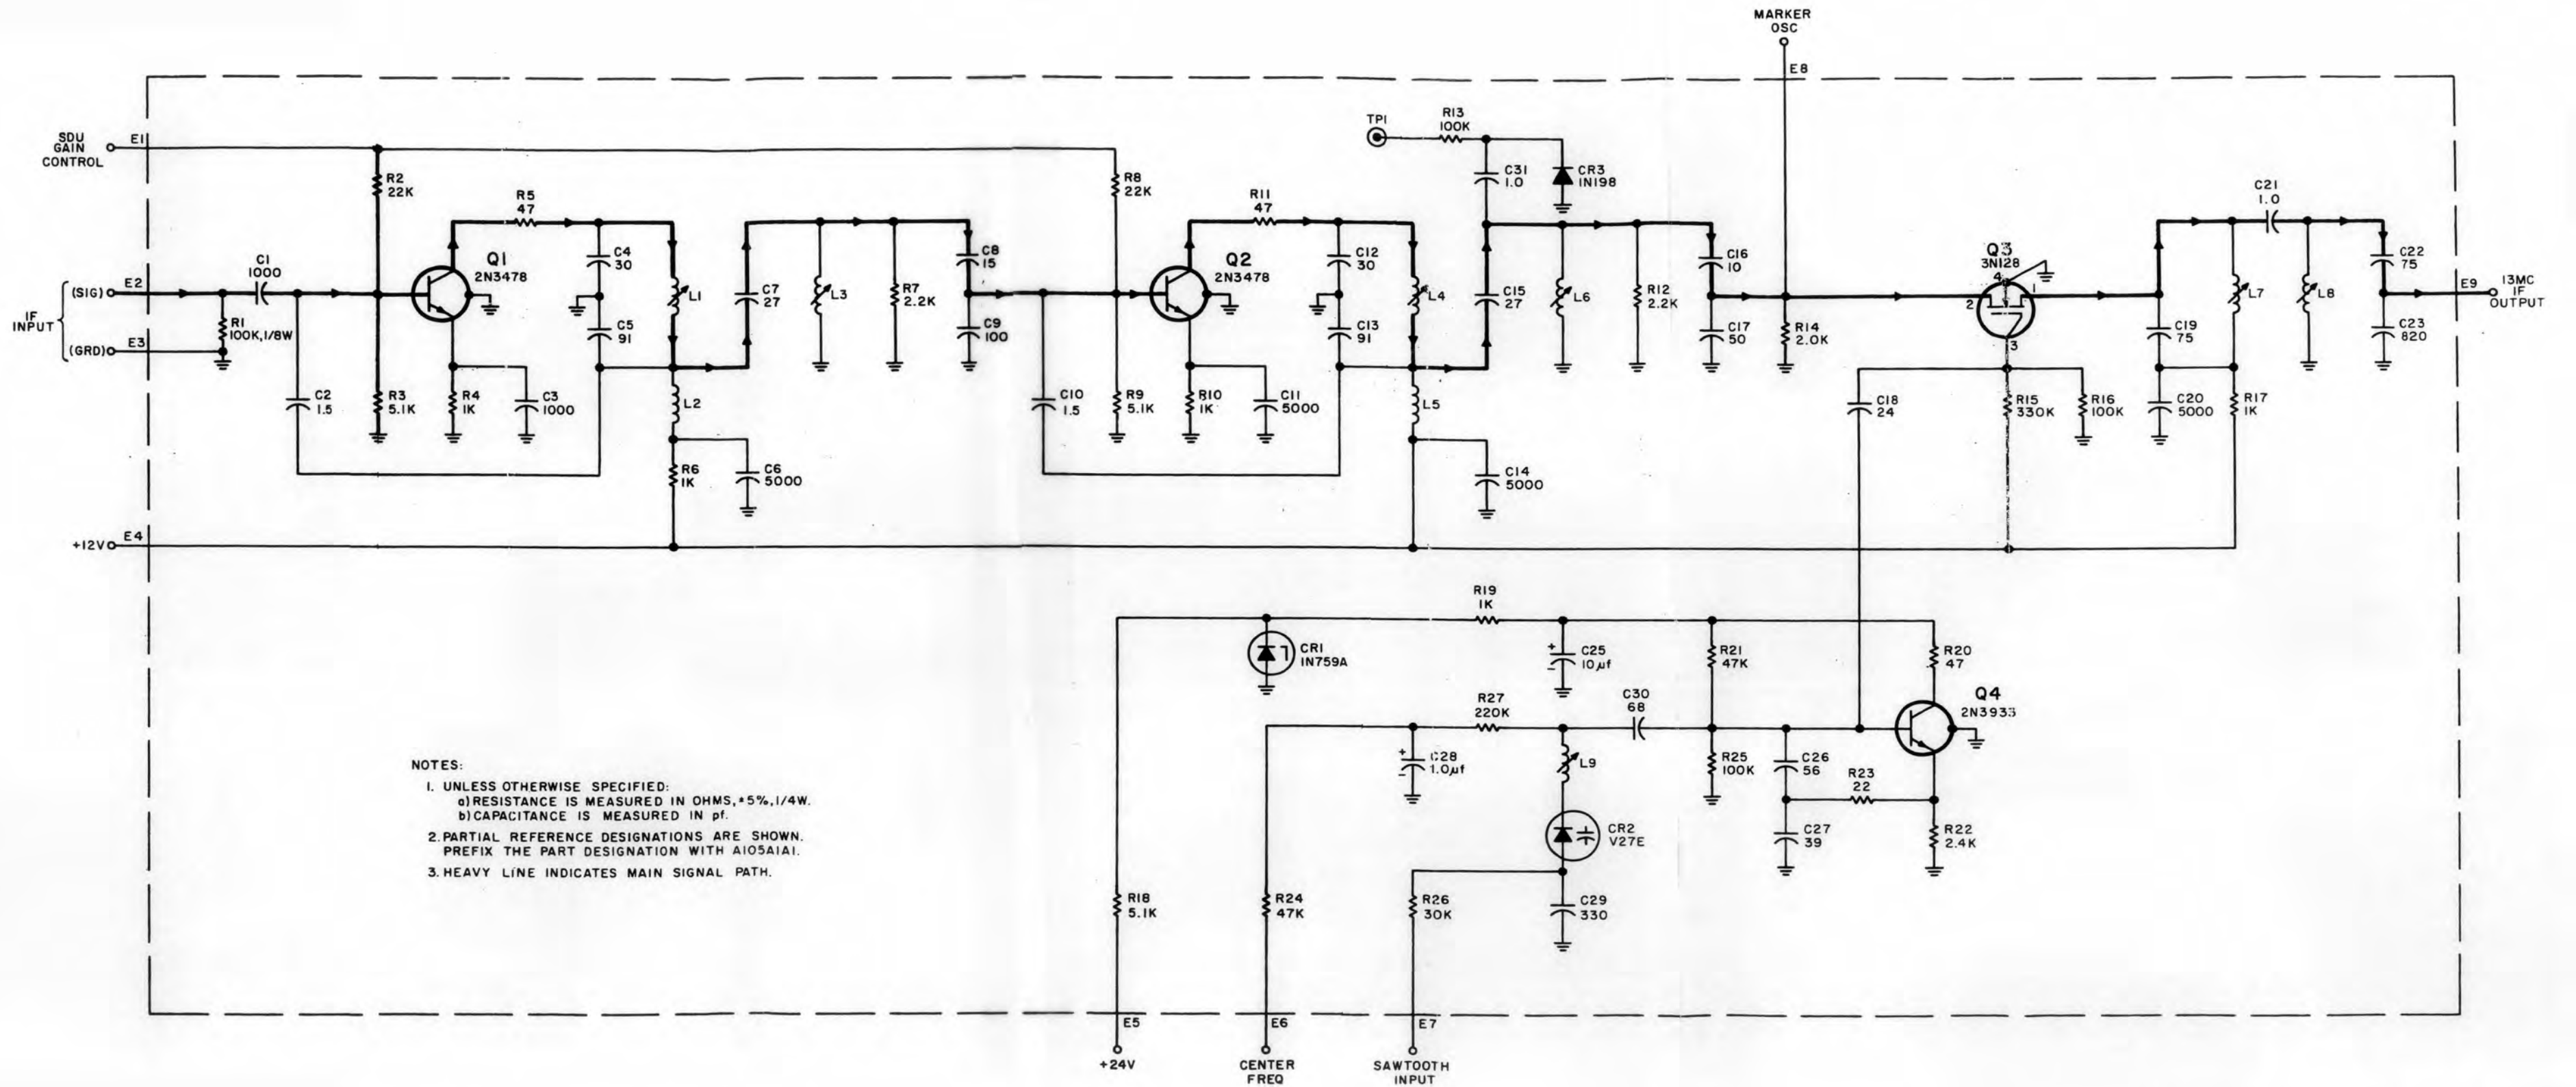 MARKER
OSC
E8
SDU
GAIN
CONTROL
E1
R2
22K
R5
47
Q1
2N3478
C4
30
C5
91
L1
C7
27
L3
R7
2.2K
C8
15
C9
100
R8
22K
Q2
2N3478
R11
47
C12
30
C13
91
L4
TP1
R13
100K
C31
1.0
CR3
1N198
C15
27
L6
R12
2.2K
C16
10
C17
50
R14
2.0K
Q3
3N128
4
1
2
3
C21
1.0
L7
L8
C19
75
C22
75
C23
820
E9
13MC
IF
OUTPUT
IF
INPUT
(SIG)
E2
(GRD)
E3
C1
1000
R1
100K,1/8W
C2
1.5
R3
5.1K
R4
1K
C3
1000
L2
R6
1K
C6
5000
C10
1.5
R9
5.1K
R10
1K
C11
5000
L5
C14
5000
C18
24
R15
330K
R16
100K
C20
5000
R17
1K
+12V
E4
R19
1K
CR1
1N759A
C25
10µf
R21
47K
R20
47
Q4
2N3933
R27
220K
C30
68
+
-
+
-
C28
1.0µf
L9
R25
100K
C26
56
R23
22
CR2
V27E
C27
39
R22
2.4K
R18
5.1K
R24
47K
R26
30K
C29
330
NOTES:
1. UNLESS OTHERWISE SPECIFIED:
a) RESISTANCE IS MEASURED IN OHMS, ±5%, 1/4W.
b) CAPACITANCE IS MEASURED IN pf.
2. PARTIAL REFERENCE DESIGNATIONS ARE SHOWN.
PREFIX THE PART DESIGNATION WITH A105A1A1.
3. HEAVY LINE INDICATES MAIN SIGNAL PATH.
E5
+24V
E6
CENTER
FREQ
E7
SAWTOOTH
INPUT